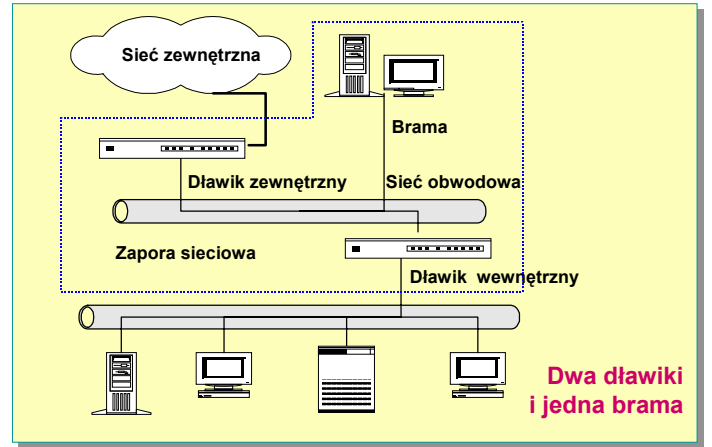 Sieć zewnętrzna
Brama
Dławik zewnętrzny
Sieć obwodowa
Zapora sieciowa
Dławik wewnętrzny
Dwa dławiki
i jedna brama